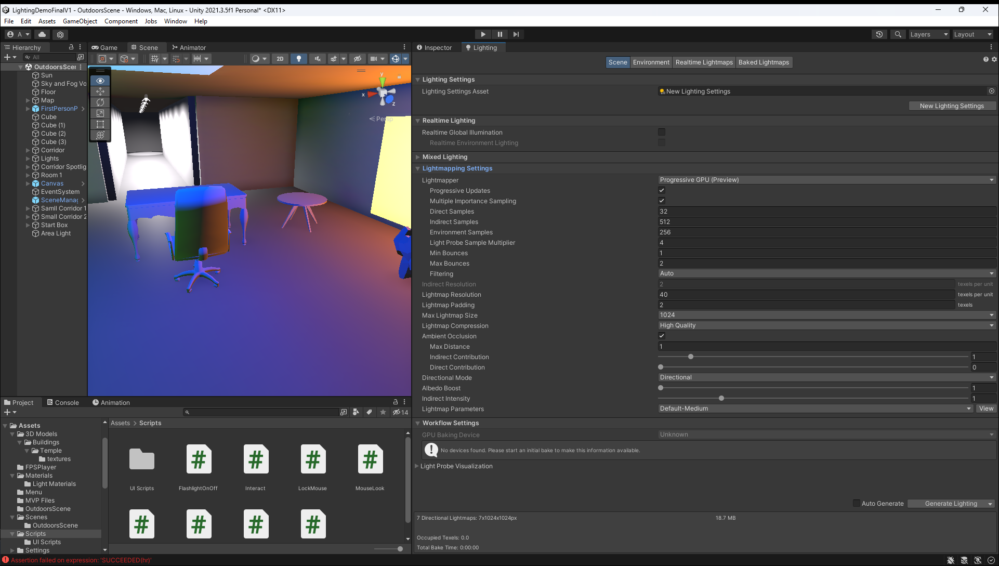 LightingDemoFinalV1 - OutdoorsScene - Windows, Mac, Linux - Unity 2021.3.5f1 Personal* <DX11>
File Edit Assets GameObject Component Jobs Window Help
A
Layers
Layout
Hierarchy
Game
Scene
Animator
Inspector
Lighting
All
2D
OutdoorsScer
Sun
Sky and Fog Vo
Floor
Map
FirstPersonP
Cube
Cube (1)
Cube (2)
Cube (3)
Corridor
Lights
Corridor Spotlig
Room 1
Canvas
EventSystem
SceneManag
Samll Corridor 1
Small Corridor 2
Start Box
Area Light
y
x
z
Persp
Scene Environment Realtime Lightmaps Baked Lightmaps
Lighting Settings
Lighting Settings Asset New Lighting Settings
New Lighting Settings
Realtime Lighting
Realtime Global Illumination
Realtime Environment Lighting
Mixed Lighting
Lightmapping Settings
Lightmapper Progressive GPU (Preview)
Progressive Updates
Multiple Importance Sampling
Direct Samples 32
Indirect Samples 512
Environment Samples 256
Light Probe Sample Multiplier 4
Min Bounces 1
Max Bounces 2
Filtering Auto
Indirect Resolution 2 texels per unit
Lightmap Resolution 40 texels per unit
Lightmap Padding 2 texels
Max Lightmap Size 1024
Lightmap Compression High Quality
Ambient Occlusion
Max Distance 1
Indirect Contribution 1
Direct Contribution 0
Directional Mode Directional
Albedo Boost 1
Indirect Intensity 1
Lightmap Parameters Default-Medium View
Workflow Settings
GPU Baking Device Unknown
No devices found. Please start an initial bake to make this information available.
Light Probe Visualization
Auto Generate Generate Lighting
7 Directional Lightmaps: 7x1024x1024px 18.7 MB
Occupied Texels: 0.0
Total Bake Time: 0:00:00
Project
Console
Animation
14
Assets
3D Models
Buildings
Temple
textures
FPSPlayer
Materials
Light Materials
Menu
MVP Files
OutdoorsScene
Scenes
OutdoorsScene
Scripts
UI Scripts
Settings
Assets > Scripts
# # # #
UI Scripts FlashlightOnOff Interact LockMouse MouseLook
# # # #
Assertion failed on expression: 'SUCCEEDED(hr)'